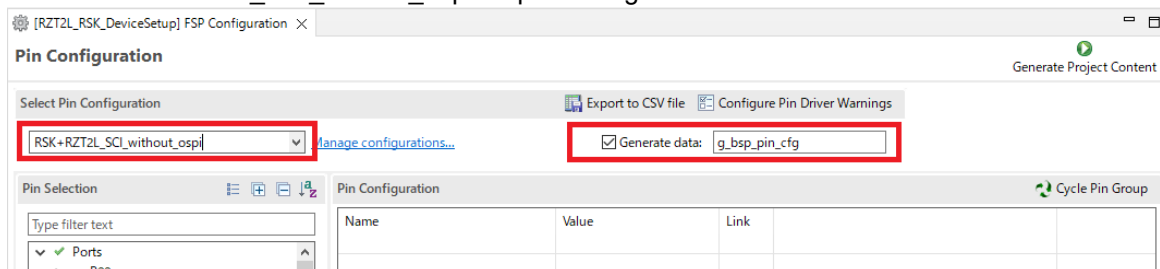 [RZT2L_RSK_DeviceSetup] FSP Configuration
Pin Configuration
Generate Project Content
Select Pin Configuration
Export to CSV file
Configure Pin Driver Warnings
RSK+RZT2L_SCI_without_ospi
Manage configurations...
Generate data:
g_bsp_pin_cfg
Pin Selection
Pin Configuration
Cycle Pin Group
Type filter text
Name
Value
Link
Ports